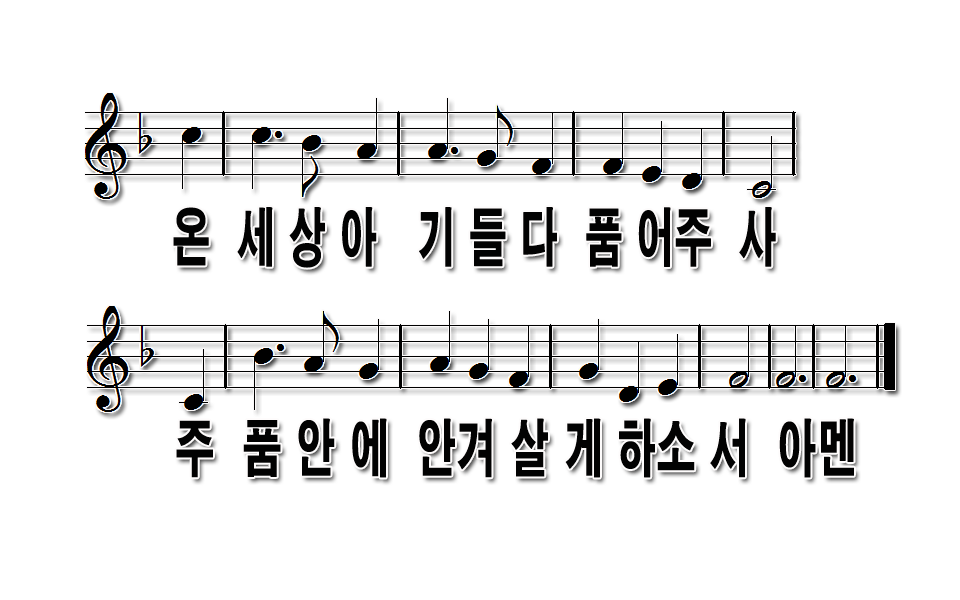 온 세 상 아 기 들 다 품 어주 사
주 품 안 에 안겨 살 게 하소 서 아멘